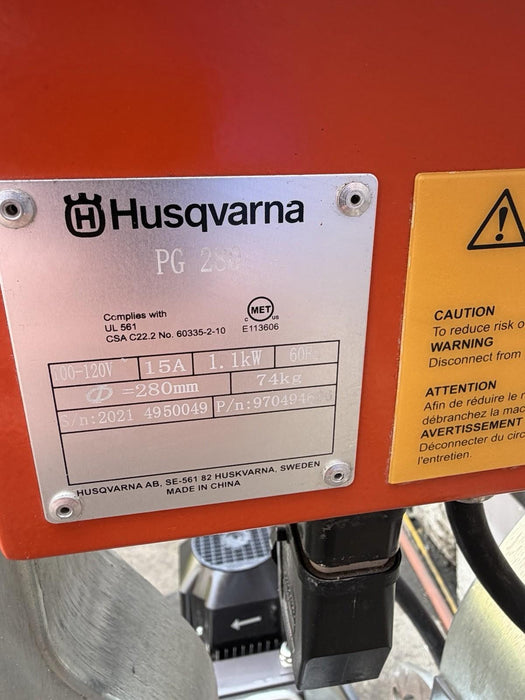 HUSQVARNA
PG 280
Complies with
UL 561
CSA C22.2 No. 60335-2-10
MET
C US
E113606
100-120V 15A 1.1kW
Φ=280mm 74kg
S/n:2021 4950049 P/n:
HUSQVARNA AB, SE-561 82 HUSKVARNA, SWEDEN
MADE IN CHINA
CAUTION
To reduce risk
WARNING
Disconnect from
ATTENTION
Afin de réduire le
débranchez la
AVERTISSEMENT
Déconnecter du
l'entretien.